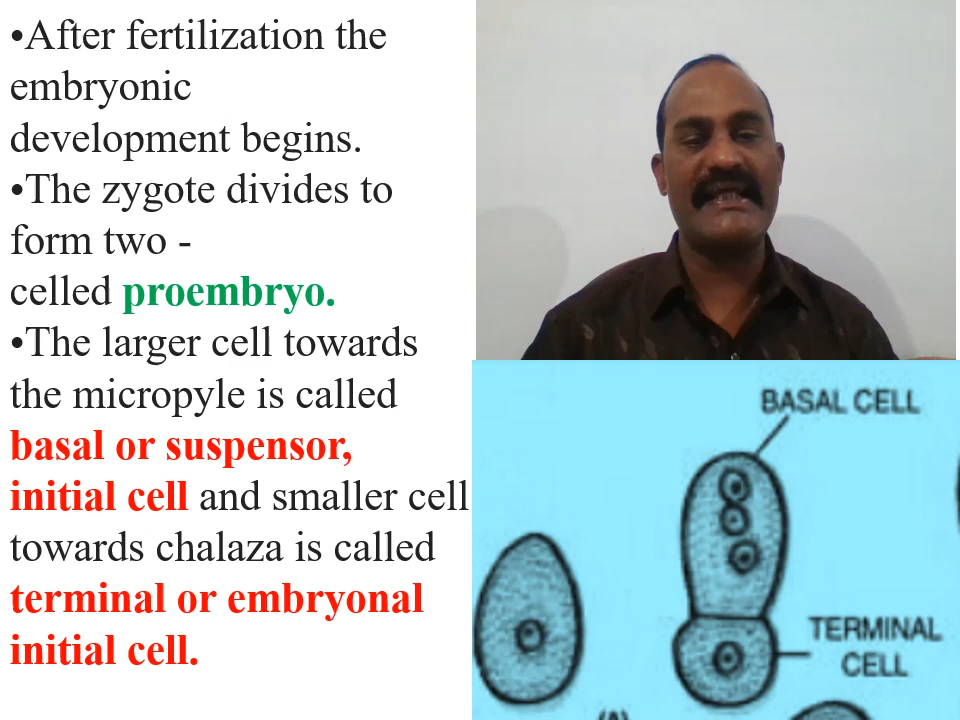 •After fertilization the
embryonic
development begins.
•The zygote divides to
form two -
celled proembryo.
•The larger cell towards
the micropyle is called
basal or suspensor,
initial cell and smaller cell
towards chalaza is called
terminal or embryonal
initial cell.
BASAL CELL
TERMINAL
CELL